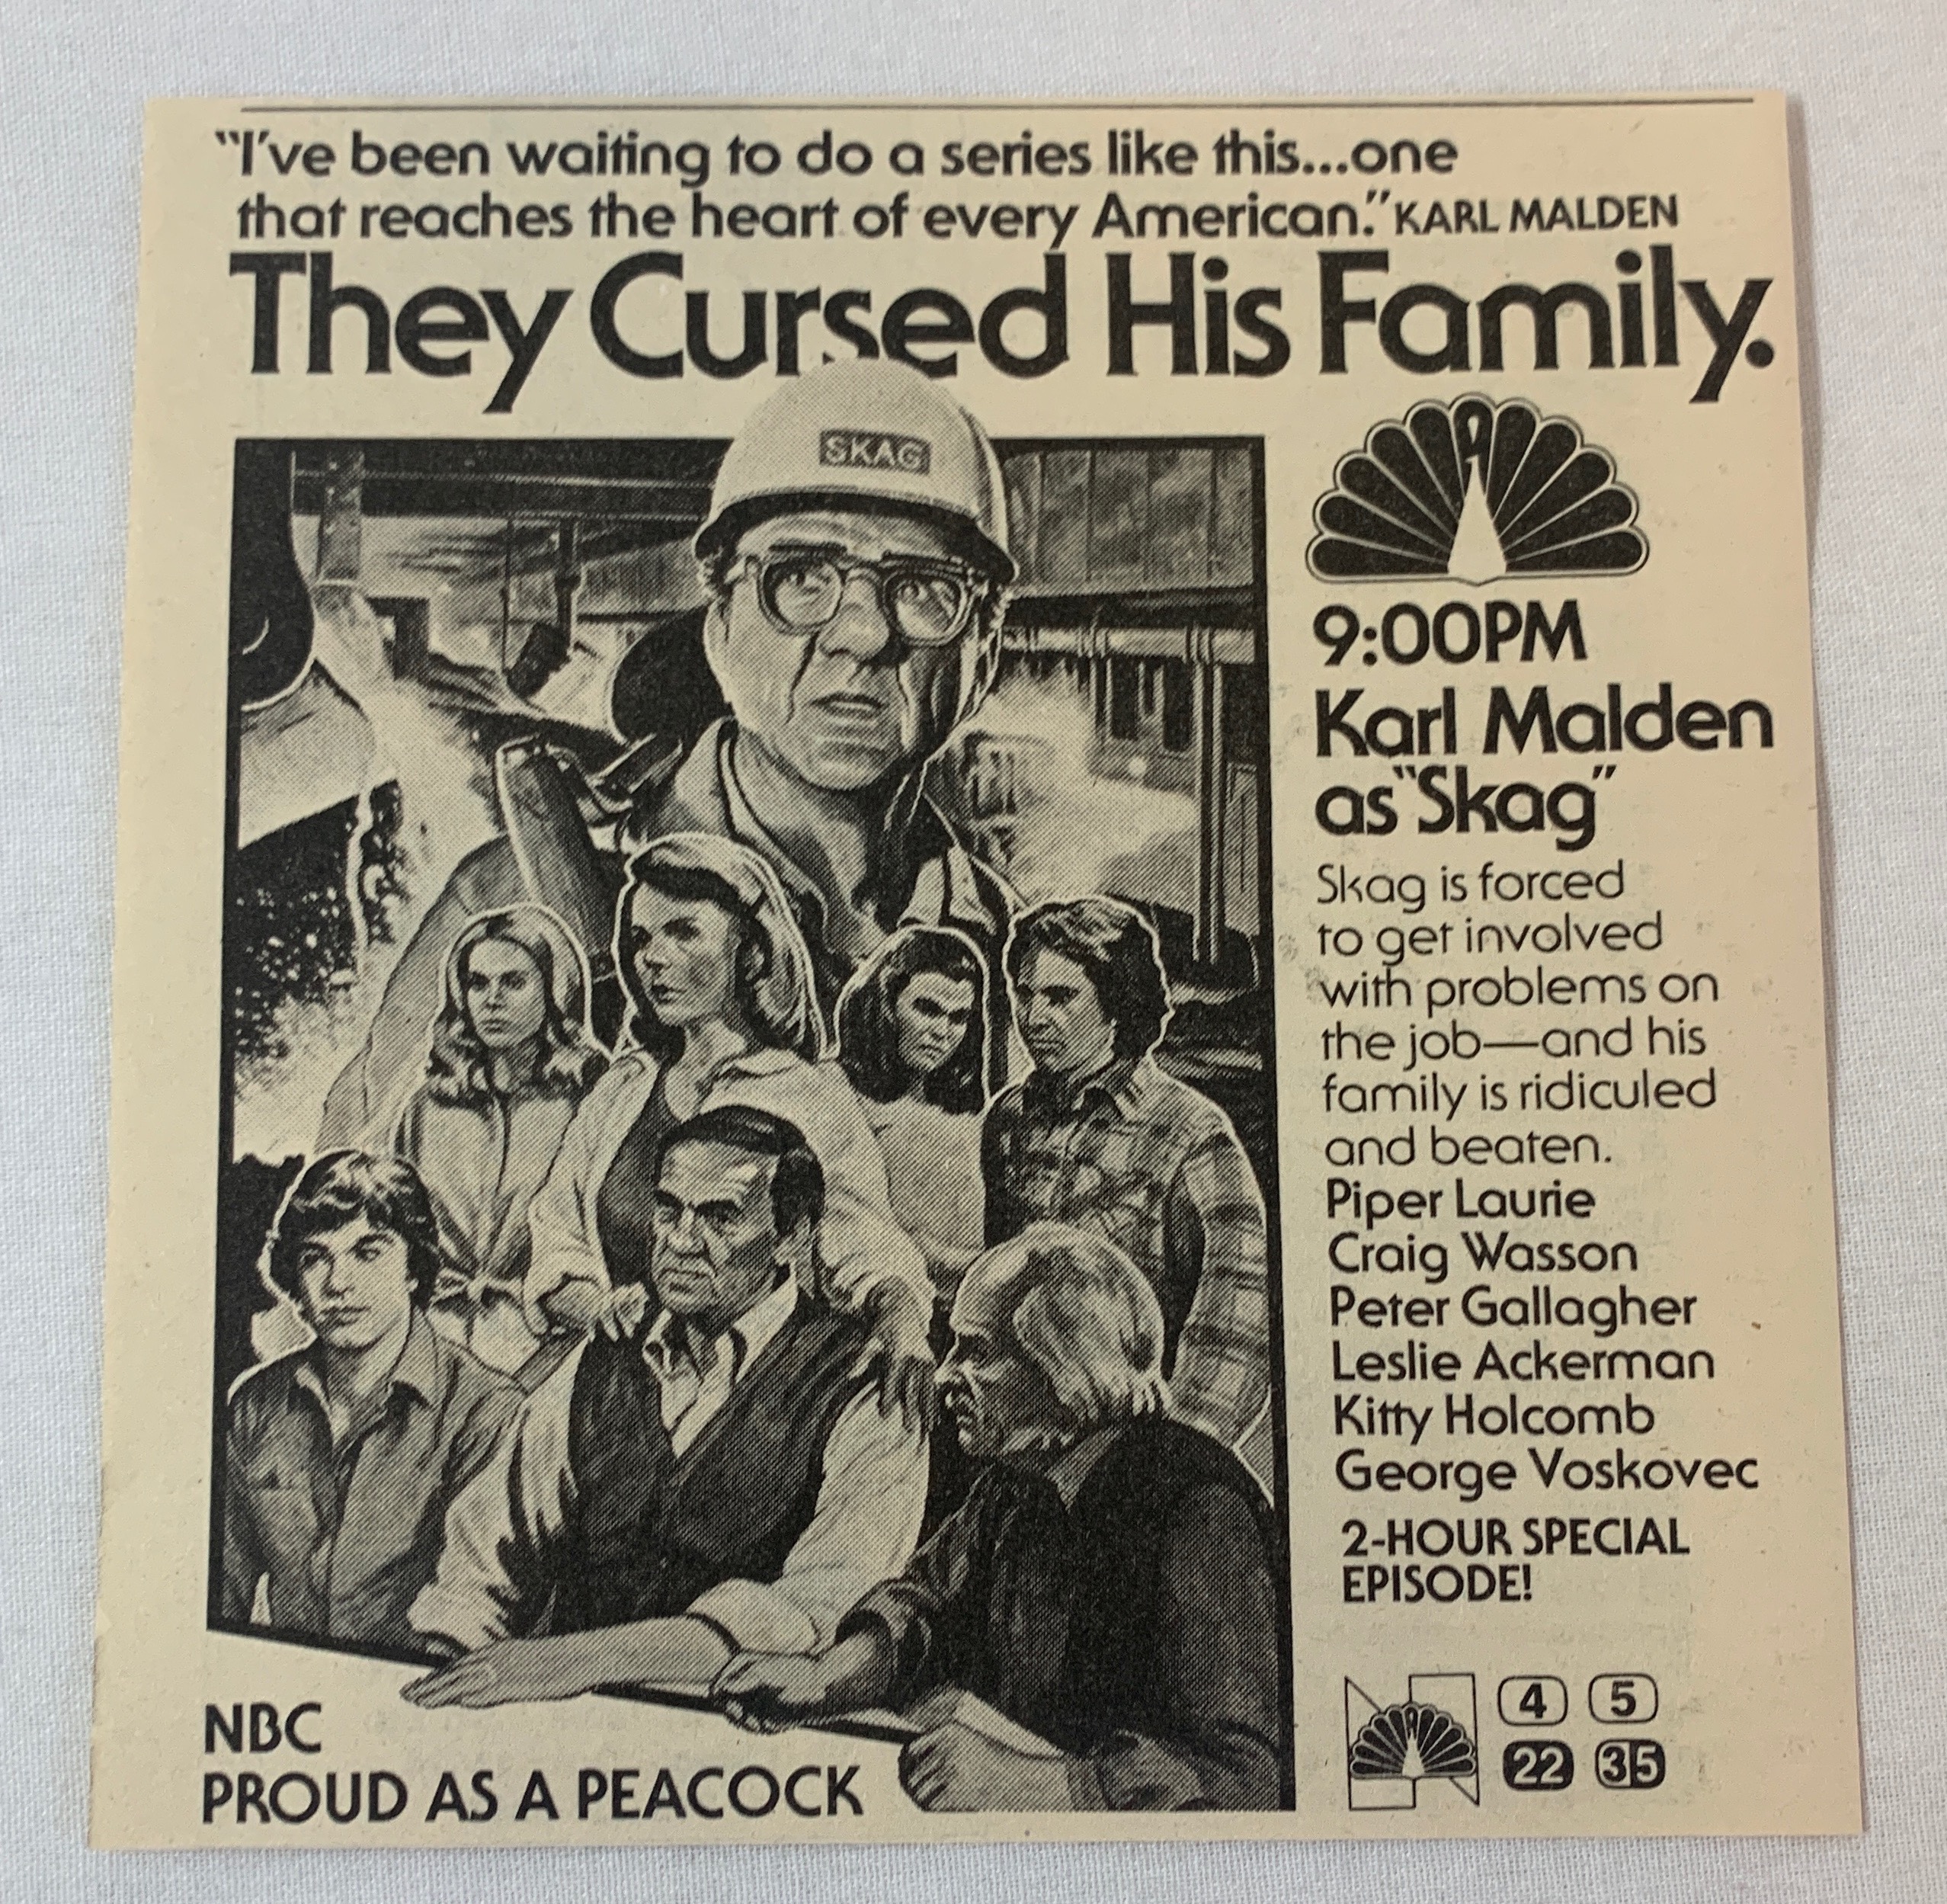 "I've been waiting to do a series like this...one
that reaches the heart of every American." KARL MALDEN
They Cursed His Family.
SKAG
9:00PM
Karl Malden
as "Skag"
Skag is forced
to get involved
with problems on
the job—and his
family is ridiculed
and beaten.
Piper Laurie
Craig Wasson
Peter Gallagher
Leslie Ackerman
Kitty Holcomb
George Voskovec
2-HOUR SPECIAL
EPISODE!
4 5
22 35
NBC
PROUD AS A PEACOCK